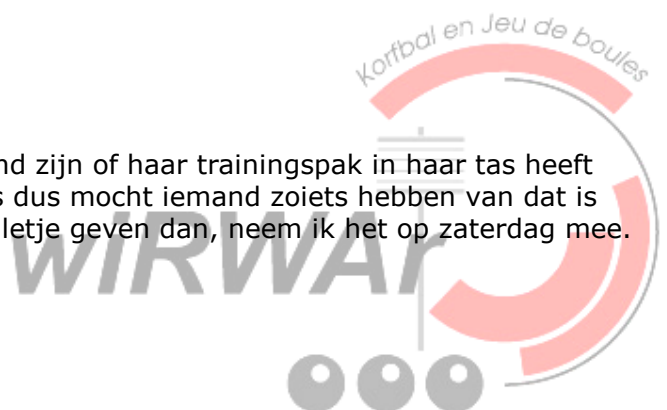 Korfbal en Jeu de boules
nd zijn of haar trainingspak in haar tas heeft
s dus mocht iemand zoiets hebben van dat is
lletje geven dan, neem ik het op zaterdag mee.
wIRWAr